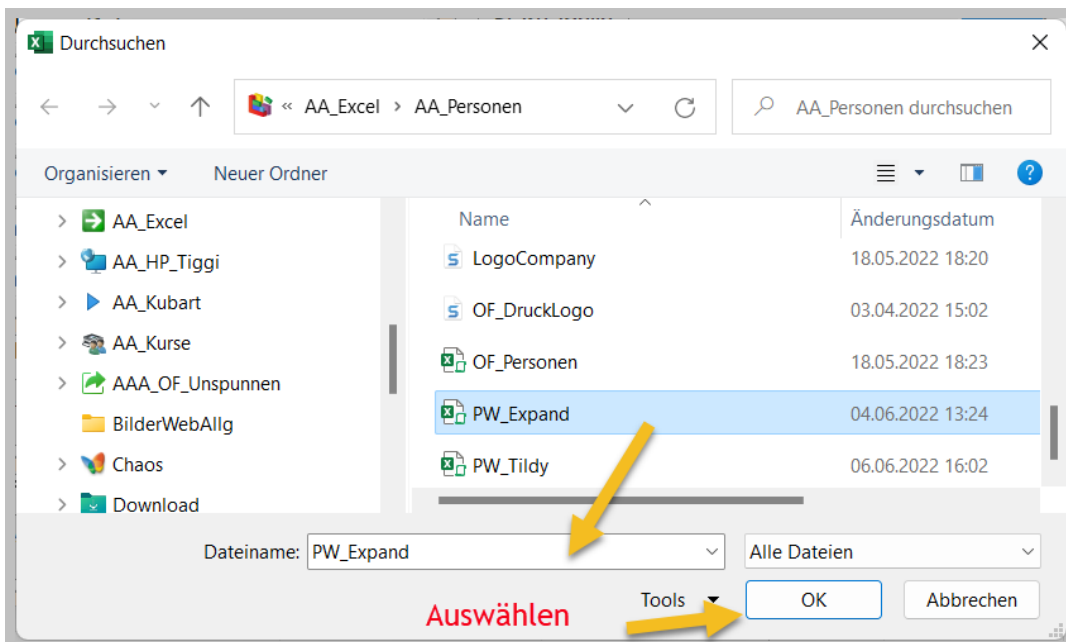 Durchsuchen
« AA_Excel > AA_Personen
AA_Personen durchsuchen
Organisieren
Neuer Ordner
Name
Änderungsdatum
AA_Excel
AA_HP_Tiggi
AA_Kubart
AA_Kurse
AAA_OF_Unspunnen
BilderWebAllg
Chaos
Download
LogoCompany 18.05.2022 18:20
OF_DruckLogo 03.04.2022 15:02
OF_Personen 18.05.2022 18:23
PW_Expand 04.06.2022 13:24
PW_Tildy 06.06.2022 16:02
Dateiname: PW_Expand
Alle Dateien
Auswählen
Tools
OK
Abbrechen